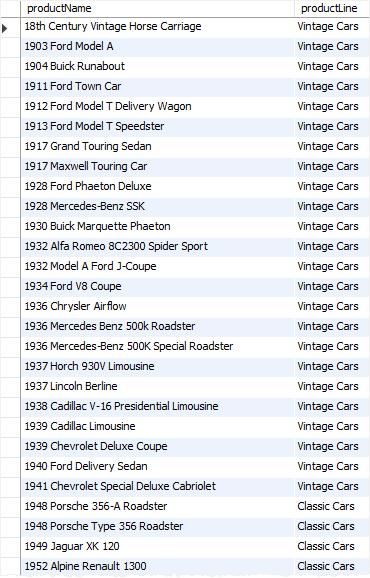 productName productLine
18th Century Vintage Horse Carriage Vintage Cars
1903 Ford Model A Vintage Cars
1904 Buick Runabout Vintage Cars
1911 Ford Town Car Vintage Cars
1912 Ford Model T Delivery Wagon Vintage Cars
1913 Ford Model T Speedster Vintage Cars
1917 Grand Touring Sedan Vintage Cars
1917 Maxwell Touring Car Vintage Cars
1928 Ford Phaeton Deluxe Vintage Cars
1928 Mercedes-Benz SSK Vintage Cars
1930 Buick Marquette Phaeton Vintage Cars
1932 Alfa Romeo 8C2300 Spider Sport Vintage Cars
1932 Model A Ford J-Coupe Vintage Cars
1934 Ford V8 Coupe Vintage Cars
1936 Chrysler Airflow Vintage Cars
1936 Mercedes Benz 500k Roadster Vintage Cars
1936 Mercedes-Benz 500K Special Roadster Vintage Cars
1937 Horch 930V Limousine Vintage Cars
1937 Lincoln Berline Vintage Cars
1938 Cadillac V-16 Presidential Limousine Vintage Cars
1939 Cadillac Limousine Vintage Cars
1939 Chevrolet Deluxe Coupe Vintage Cars
1940 Ford Delivery Sedan Vintage Cars
1941 Chevrolet Special Deluxe Cabriolet Vintage Cars
1948 Porsche 356-A Roadster Classic Cars
1948 Porsche Type 356 Roadster Classic Cars
1949 Jaguar XK 120 Classic Cars
1952 Alpine Renault 1300 Classic Cars